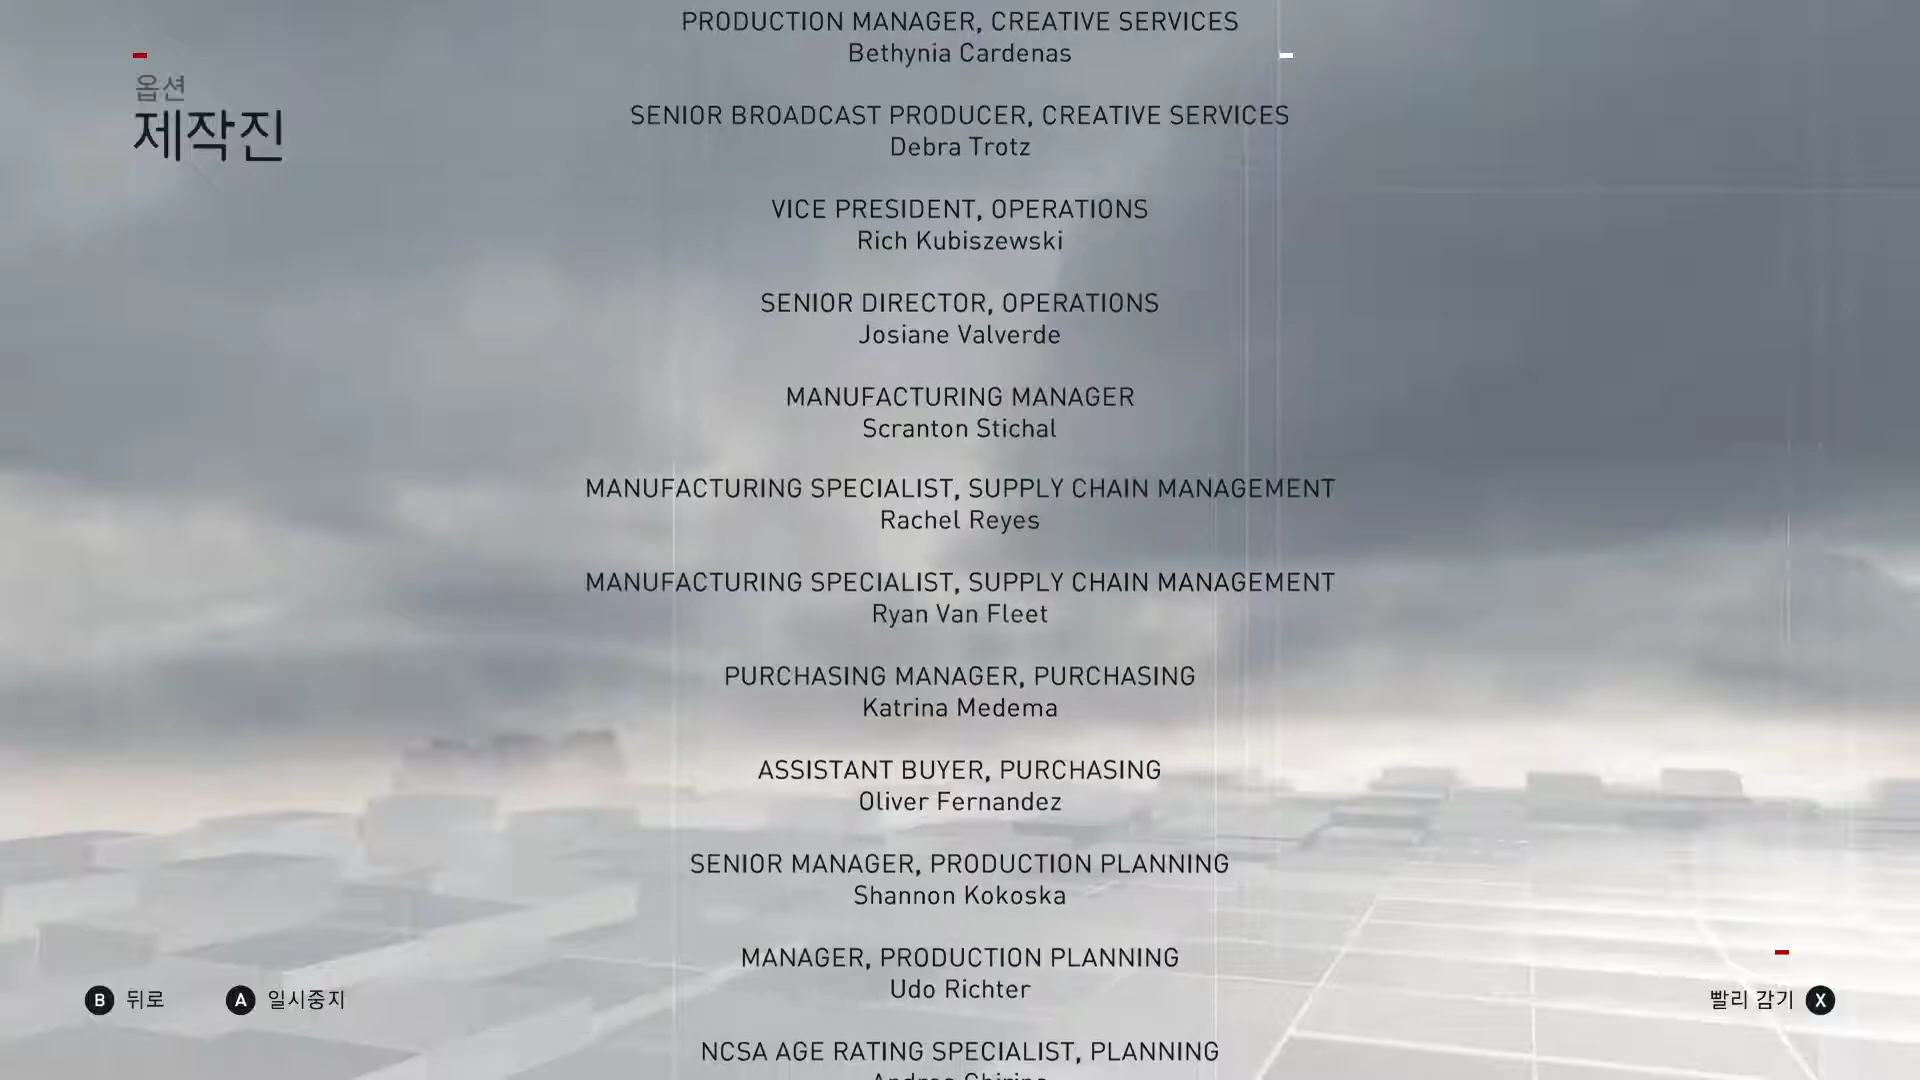 옵션
제작진
PRODUCTION MANAGER, CREATIVE SERVICES
Bethynia Cardenas
SENIOR BROADCAST PRODUCER, CREATIVE SERVICES
Debra Trotz
VICE PRESIDENT, OPERATIONS
Rich Kubiszewski
SENIOR DIRECTOR, OPERATIONS
Josiane Valverde
MANUFACTURING MANAGER
Scranton Stichal
MANUFACTURING SPECIALIST, SUPPLY CHAIN MANAGEMENT
Rachel Reyes
MANUFACTURING SPECIALIST, SUPPLY CHAIN MANAGEMENT
Ryan Van Fleet
PURCHASING MANAGER, PURCHASING
Katrina Medema
ASSISTANT BUYER, PURCHASING
Oliver Fernandez
SENIOR MANAGER, PRODUCTION PLANNING
Shannon Kokoska
MANAGER, PRODUCTION PLANNING
Udo Richter
NCSA AGE RATING SPECIALIST, PLANNING
B 뒤로 A 일시중지
빨리 감기 X